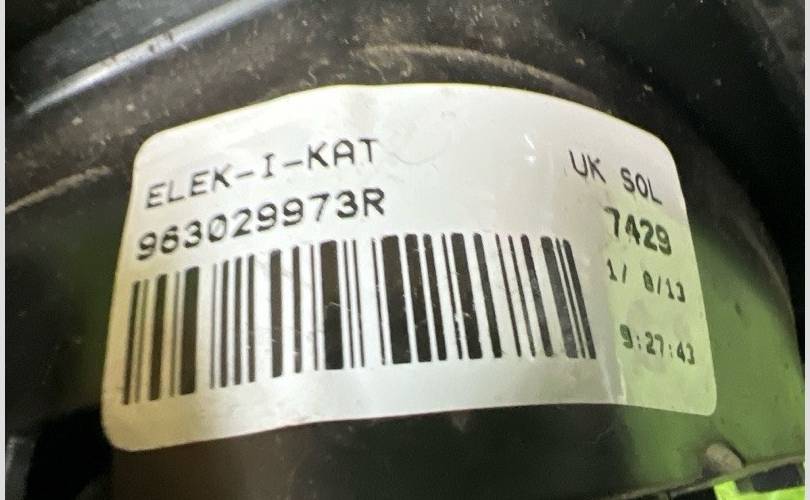 ELEK-I-KAT
963029973R
UK SOL
7429
1/ 8/13
9:27:43